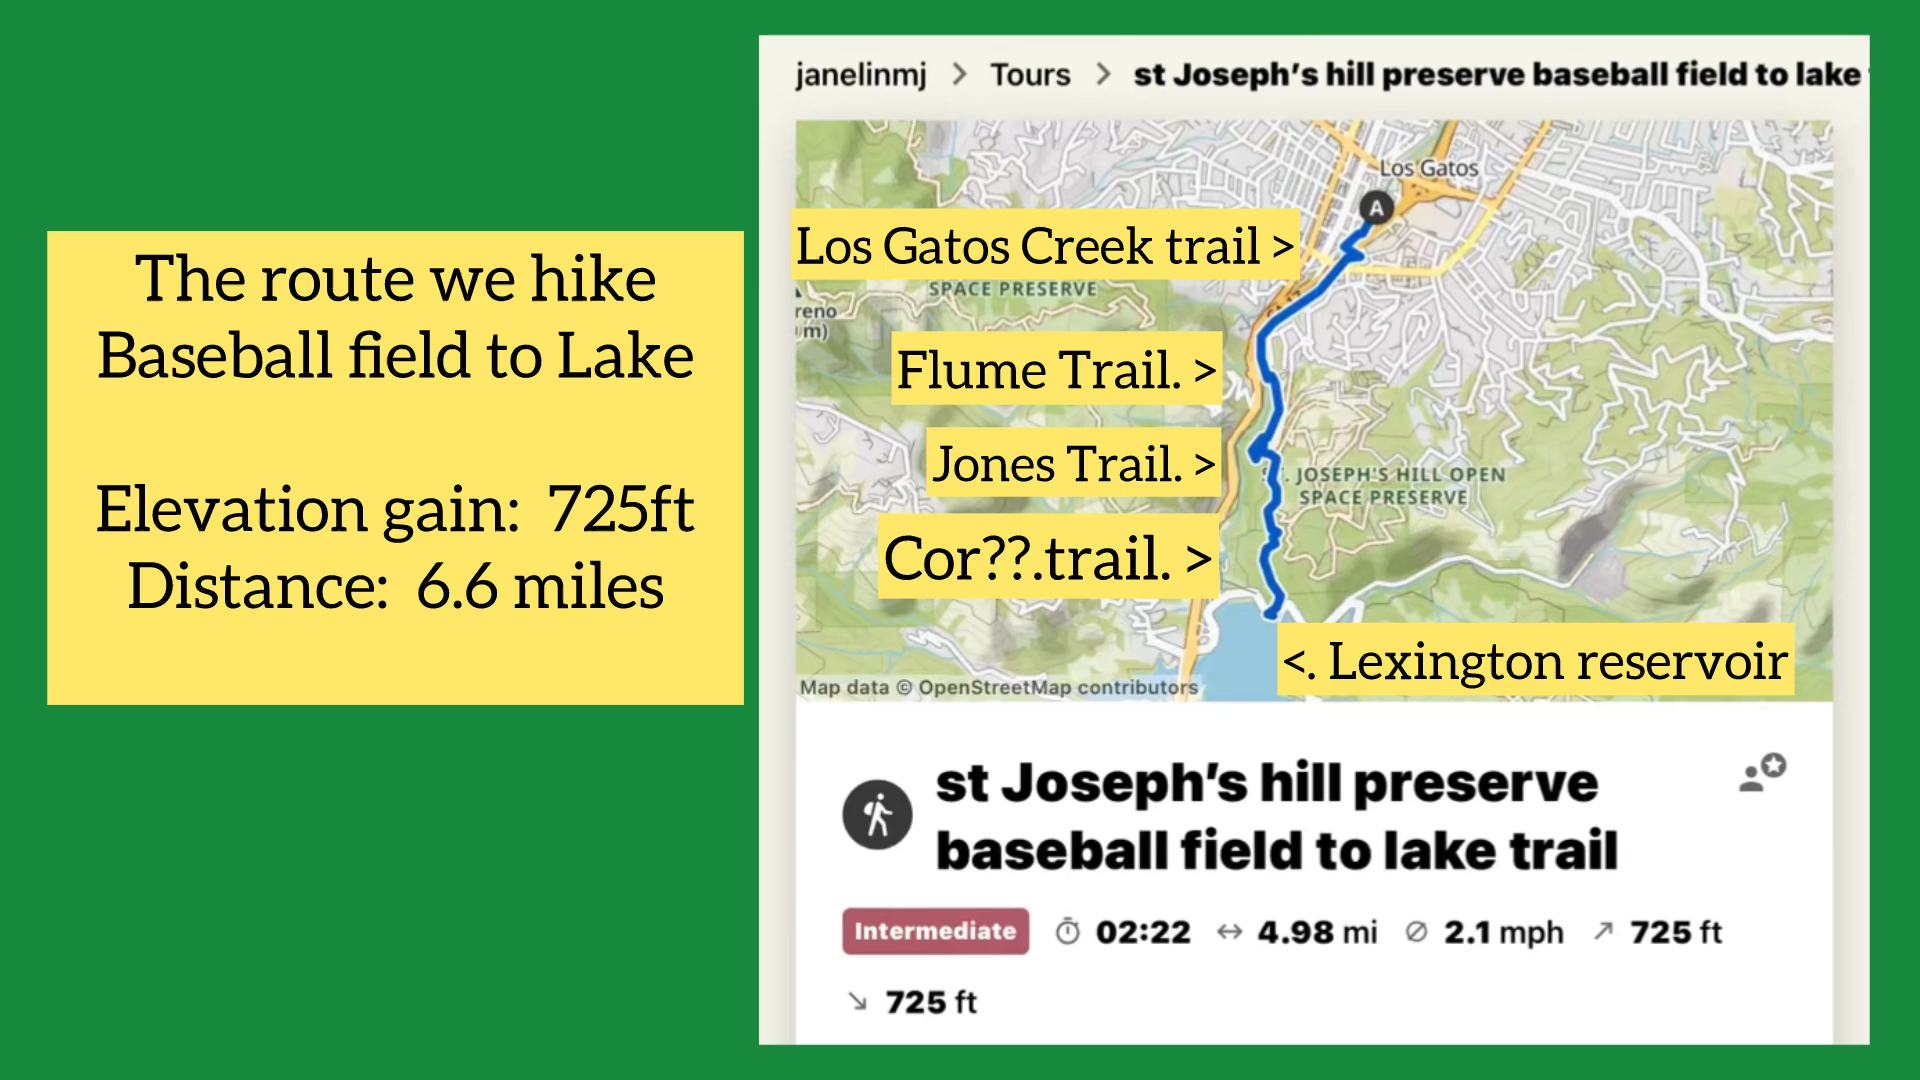 The route we hike
Baseball field to Lake
Elevation gain: 725ft
Distance: 6.6 miles
janelinmj > Tours > st Joseph's hill preserve baseball field to lake
Los Gatos
A
Los Gatos Creek trail >
SPACE PRESERVE
reno
m)
Flume Trail. >
Jones Trail. >
JOSEPH'S HILL OPEN
SPACE PRESERVE
Cor??.trail. >
<. Lexington reservoir
Map data © OpenStreetMap contributors
st Joseph's hill preserve
baseball field to lake trail
Intermediate 02:22 ↔ 4.98 mi 2.1 mph ↗ 725 ft
↘ 725 ft